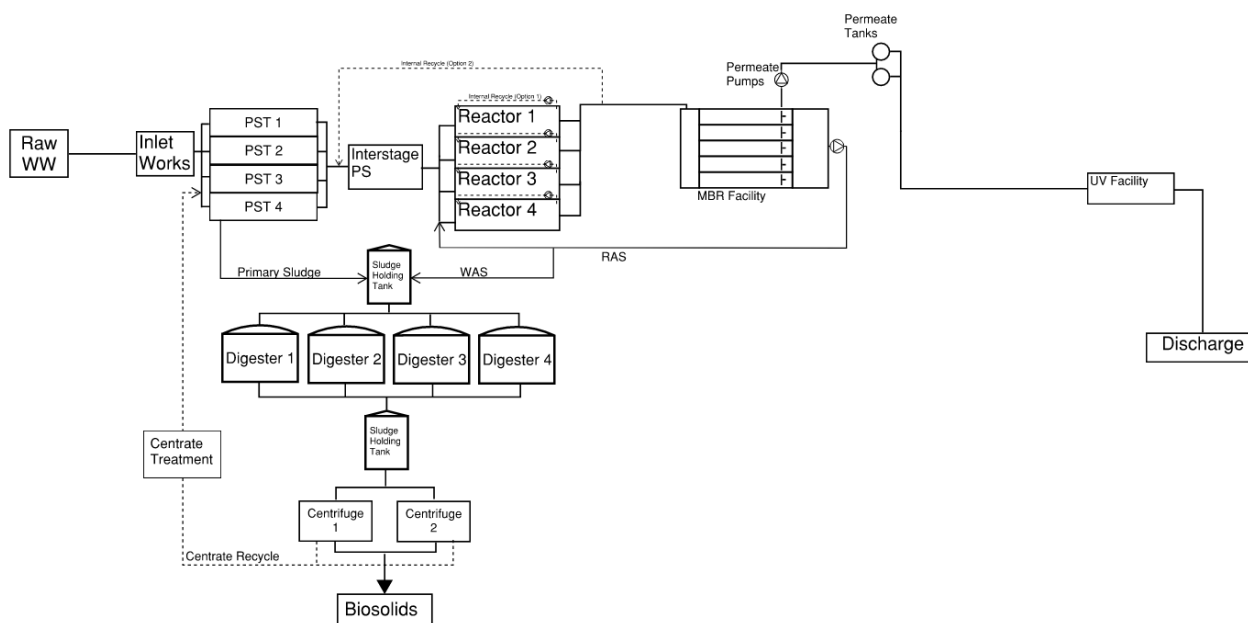 Permeate
Tanks
Internal Recycle (Option 2)
Permeate
Pumps
Internal Recycle (Option 1)
Raw
WW
Inlet
Works
PST 1
PST 2
PST 3
PST 4
Interstage
PS
Reactor 1
Reactor 2
Reactor 3
Reactor 4
MBR Facility
UV Facility
RAS
Primary Sludge
Sludge
Holding
Tank
WAS
Discharge
Digester 1
Digester 2
Digester 3
Digester 4
Sludge
Holding
Tank
Centrate
Treatment
Centrifuge
1
Centrifuge
2
Centrate Recycle
Biosolids